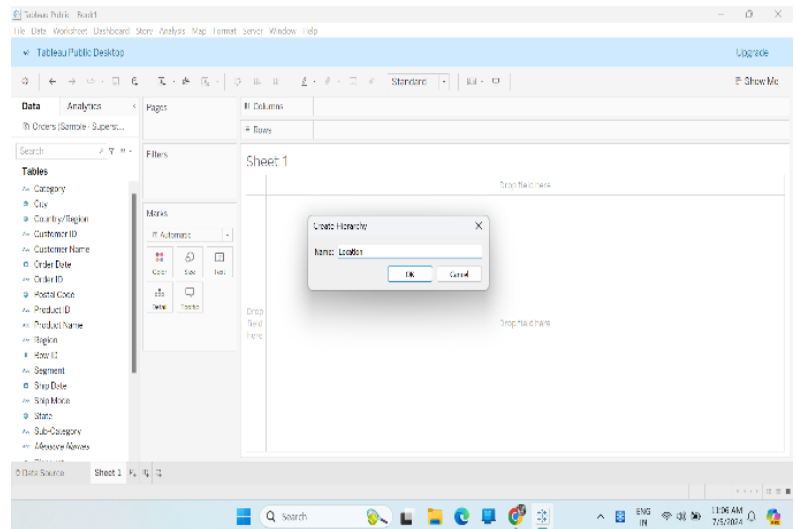 Tableau Public - Book1
File Data Worksheet Dashboard Story Analysis Map Format Server Window Help
Tableau Public Desktop
Upgrade
Standard
Show Me
Data
Analytics
Pages
Columns
Orders (Sample - Superst...
Rows
Search
Filters
Sheet 1
Tables
Category
City
Country/Region
Customer ID
Customer Name
Order Date
Order ID
Postal Code
Product ID
Product Name
Region
Row ID
Segment
Ship Date
Ship Mode
State
Sub-Category
Measure Names
Marks
Automatic
Color
Size
Text
Detail
Tooltip
Drop field here
Drop
field
here
Drop field here
Create Hierarchy
Name: Location
OK
Cancel
Data Source
Sheet 1
Search
ENG
IN
11:06 AM
7/5/2024